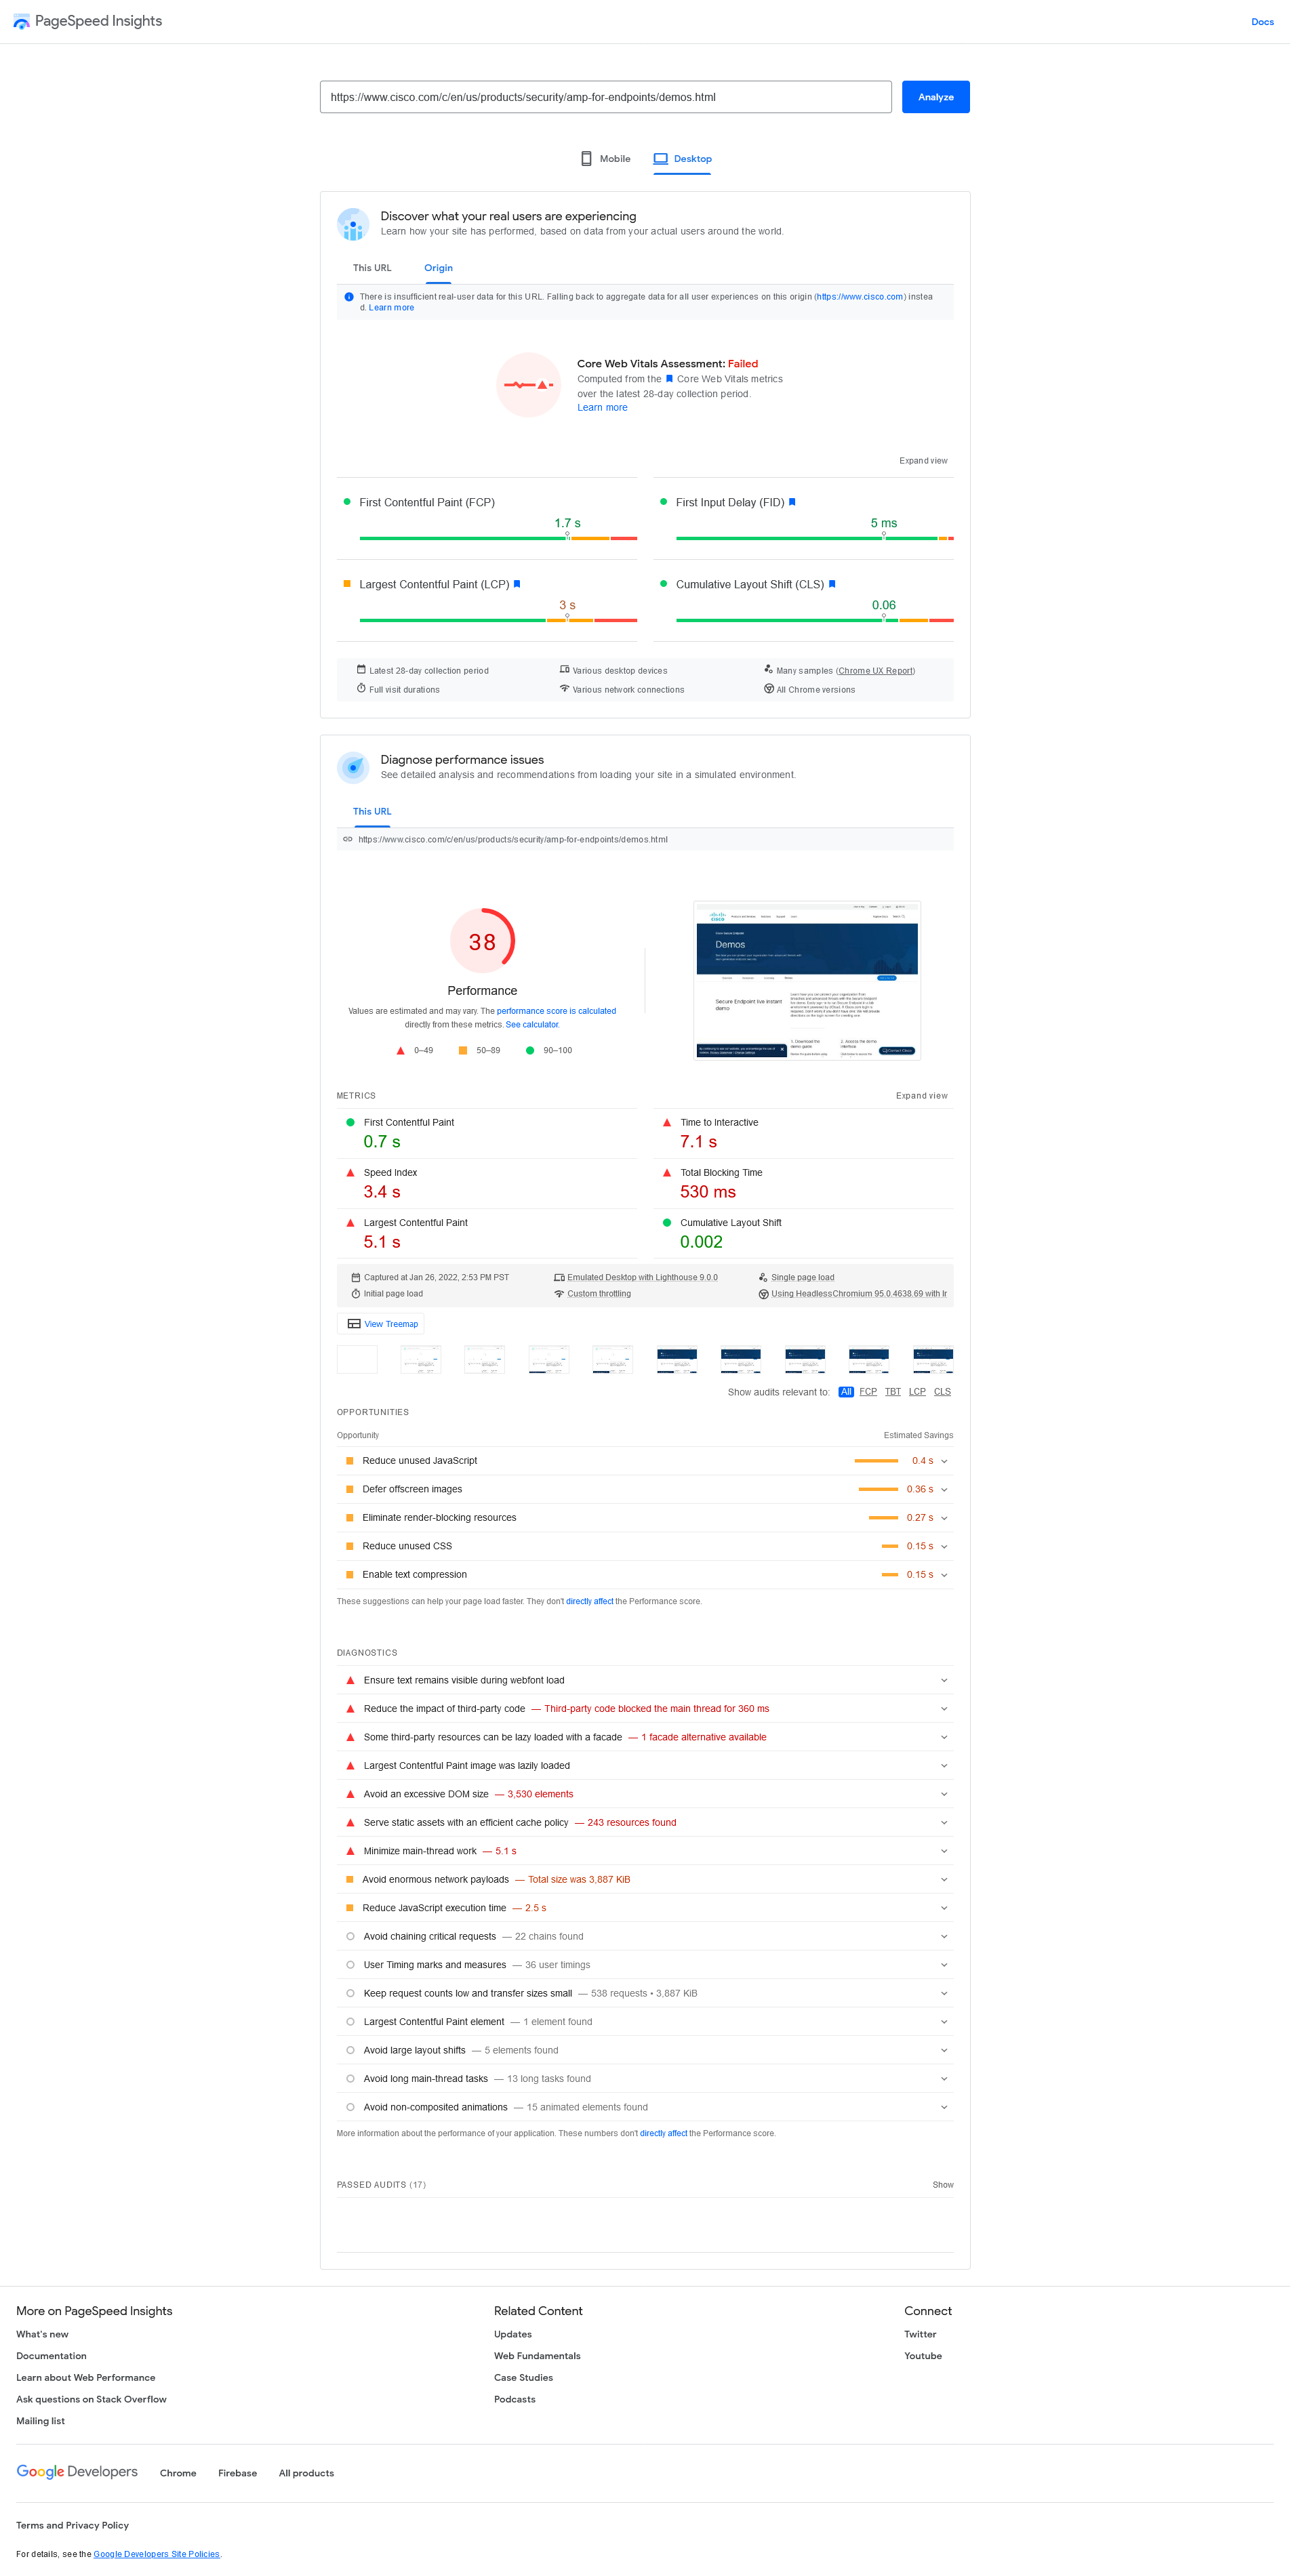 PageSpeed Insights
Docs
https://www.cisco.com/c/en/us/products/security/amp-for-endpoints/demos.html
Analyze
Mobile
Desktop
Discover what your real users are experiencing
Learn how your site has performed, based on data from your actual users around the world.
This URL
Origin
There is insufficient real-user data for this URL. Falling back to aggregate data for all user experiences on this origin (https://www.cisco.com) instea
d. Learn more
Core Web Vitals Assessment: Failed
Computed from the Core Web Vitals metrics
over the latest 28-day collection period.
Learn more
Expand view
First Contentful Paint (FCP)
1.7 s
First Input Delay (FID)
5 ms
Largest Contentful Paint (LCP)
3 s
Cumulative Layout Shift (CLS)
0.06
Latest 28-day collection period
Various desktop devices
Many samples (Chrome UX Report)
Full visit durations
Various network connections
All Chrome versions
Diagnose performance issues
See detailed analysis and recommendations from loading your site in a simulated environment.
This URL
https://www.cisco.com/c/en/us/products/security/amp-for-endpoints/demos.html
38
Performance
Values are estimated and may vary. The performance score is calculated
directly from these metrics. See calculator.
0–49
50–89
90–100
Demos
Secure Endpoint live instant
demo
METRICS
Expand view
First Contentful Paint
0.7 s
Time to Interactive
7.1 s
Speed Index
3.4 s
Total Blocking Time
530 ms
Largest Contentful Paint
5.1 s
Cumulative Layout Shift
0.002
Captured at Jan 26, 2022, 2:53 PM PST
Emulated Desktop with Lighthouse 9.0.0
Single page load
Initial page load
Custom throttling
Using HeadlessChromium 95.0.4638.69 with lr
View Treemap
Show audits relevant to: All FCP TBT LCP CLS
OPPORTUNITIES
Opportunity
Estimated Savings
Reduce unused JavaScript
0.4 s
Defer offscreen images
0.36 s
Eliminate render-blocking resources
0.27 s
Reduce unused CSS
0.15 s
Enable text compression
0.15 s
These suggestions can help your page load faster. They don't directly affect the Performance score.
DIAGNOSTICS
Ensure text remains visible during webfont load
Reduce the impact of third-party code — Third-party code blocked the main thread for 360 ms
Some third-party resources can be lazy loaded with a facade — 1 facade alternative available
Largest Contentful Paint image was lazily loaded
Avoid an excessive DOM size — 3,530 elements
Serve static assets with an efficient cache policy — 243 resources found
Minimize main-thread work — 5.1 s
Avoid enormous network payloads — Total size was 3,887 KiB
Reduce JavaScript execution time — 2.5 s
Avoid chaining critical requests — 22 chains found
User Timing marks and measures — 36 user timings
Keep request counts low and transfer sizes small — 538 requests • 3,887 KiB
Largest Contentful Paint element — 1 element found
Avoid large layout shifts — 5 elements found
Avoid long main-thread tasks — 13 long tasks found
Avoid non-composited animations — 15 animated elements found
More information about the performance of your application. These numbers don't directly affect the Performance score.
PASSED AUDITS (17)
Show
More on PageSpeed Insights
What's new
Documentation
Learn about Web Performance
Ask questions on Stack Overflow
Mailing list
Related Content
Updates
Web Fundamentals
Case Studies
Podcasts
Connect
Twitter
Youtube
Google Developers
Chrome
Firebase
All products
Terms and Privacy Policy
For details, see the Google Developers Site Policies.